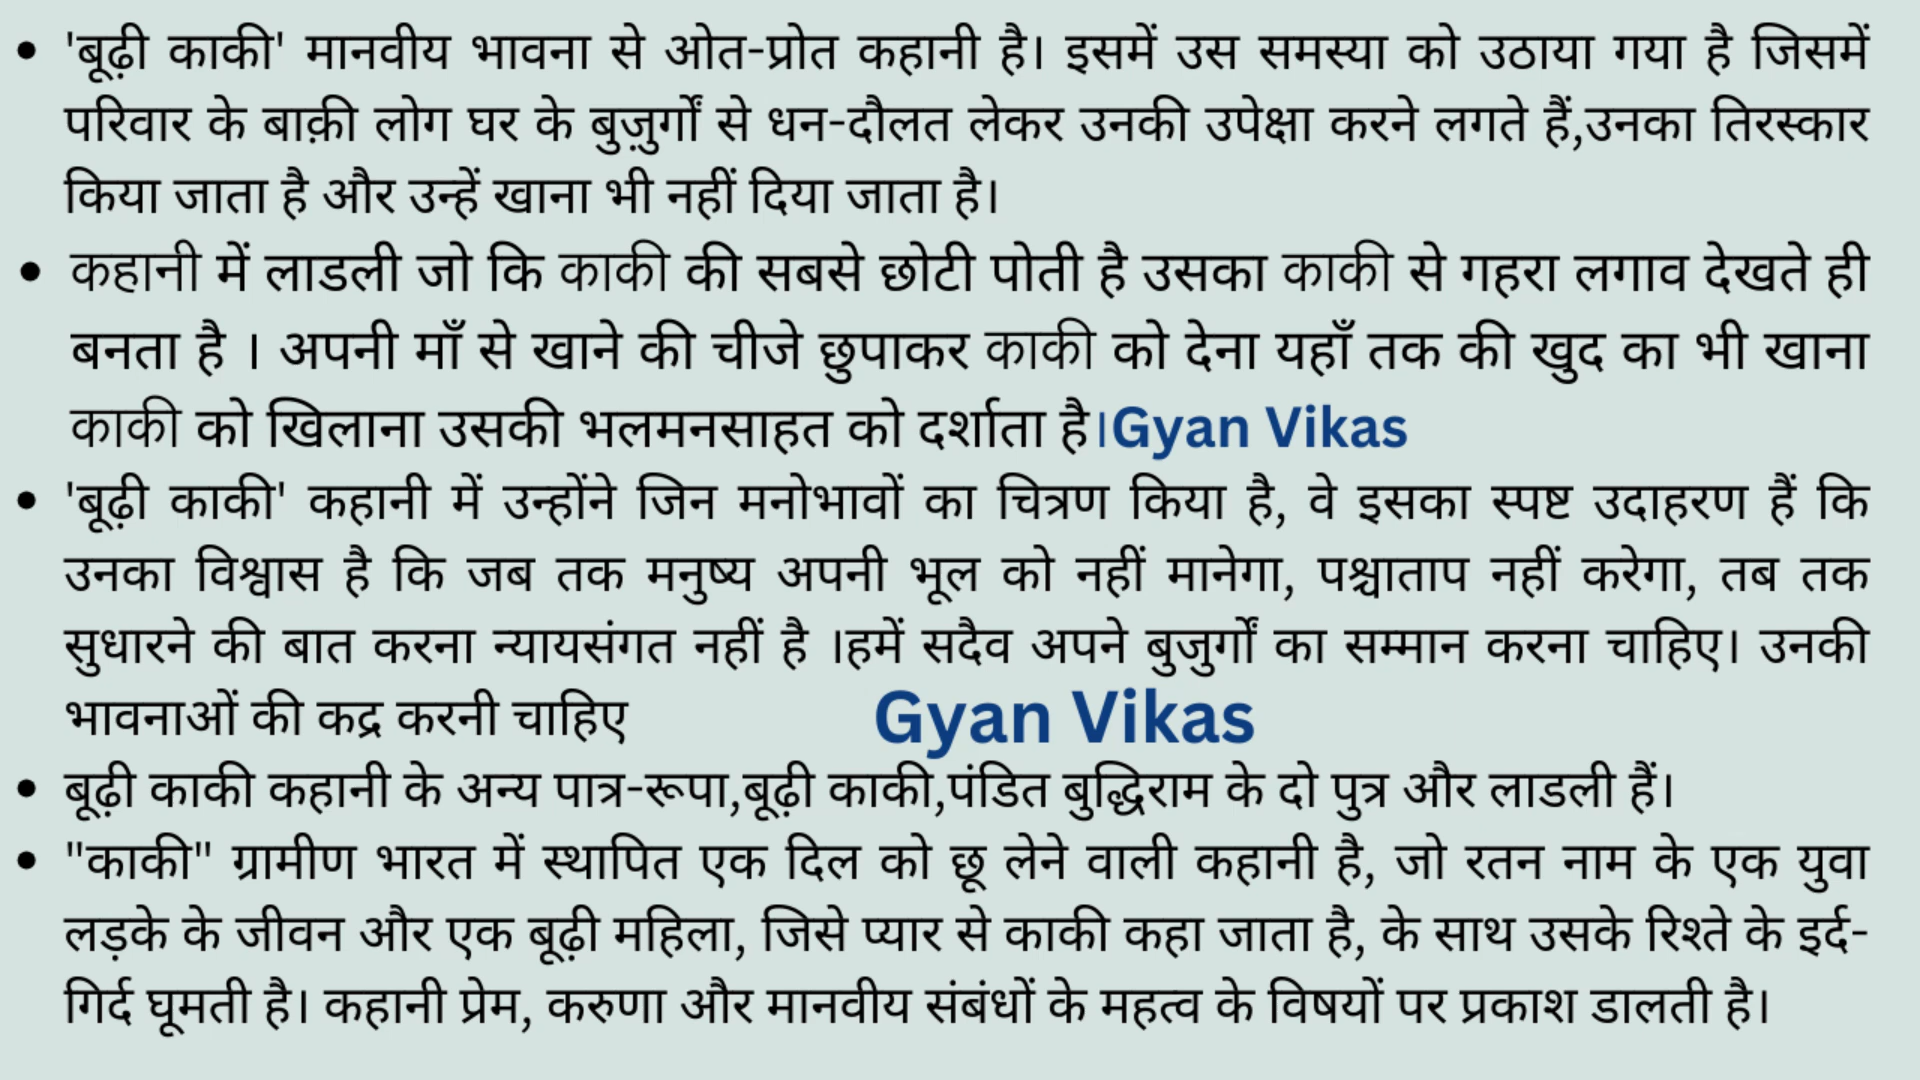 • 'बूढ़ी काकी' मानवीय भावना से ओत-प्रोत कहानी है। इसमें उस समस्या को उठाया गया है जिसमें
परिवार के बाक़ी लोग घर के बुज़ुर्गों से धन-दौलत लेकर उनकी उपेक्षा करने लगते हैं,उनका तिरस्कार
किया जाता है और उन्हें खाना भी नहीं दिया जाता है।
• कहानी में लाडली जो कि काकी की सबसे छोटी पोती है उसका काकी से गहरा लगाव देखते ही
बनता है । अपनी माँ से खाने की चीजे छुपाकर काकी को देना यहाँ तक की खुद का भी खाना
काकी को खिलाना उसकी भलमनसाहत को दर्शाता है।Gyan Vikas
• 'बूढ़ी काकी' कहानी में उन्होंने जिन मनोभावों का चित्रण किया है, वे इसका स्पष्ट उदाहरण हैं कि
उनका विश्वास है कि जब तक मनुष्य अपनी भूल को नहीं मानेगा, पश्चाताप नहीं करेगा, तब तक
सुधारने की बात करना न्यायसंगत नहीं है ।हमें सदैव अपने बुजुर्गों का सम्मान करना चाहिए। उनकी
भावनाओं की कद्र करनी चाहिए Gyan Vikas
• बूढ़ी काकी कहानी के अन्य पात्र-रूपा,बूढ़ी काकी,पंडित बुद्धिराम के दो पुत्र और लाडली हैं।
• "काकी" ग्रामीण भारत में स्थापित एक दिल को छू लेने वाली कहानी है, जो रतन नाम के एक युवा
लड़के के जीवन और एक बूढ़ी महिला, जिसे प्यार से काकी कहा जाता है, के साथ उसके रिश्ते के इर्द-
गिर्द घूमती है। कहानी प्रेम, करुणा और मानवीय संबंधों के महत्व के विषयों पर प्रकाश डालती है।